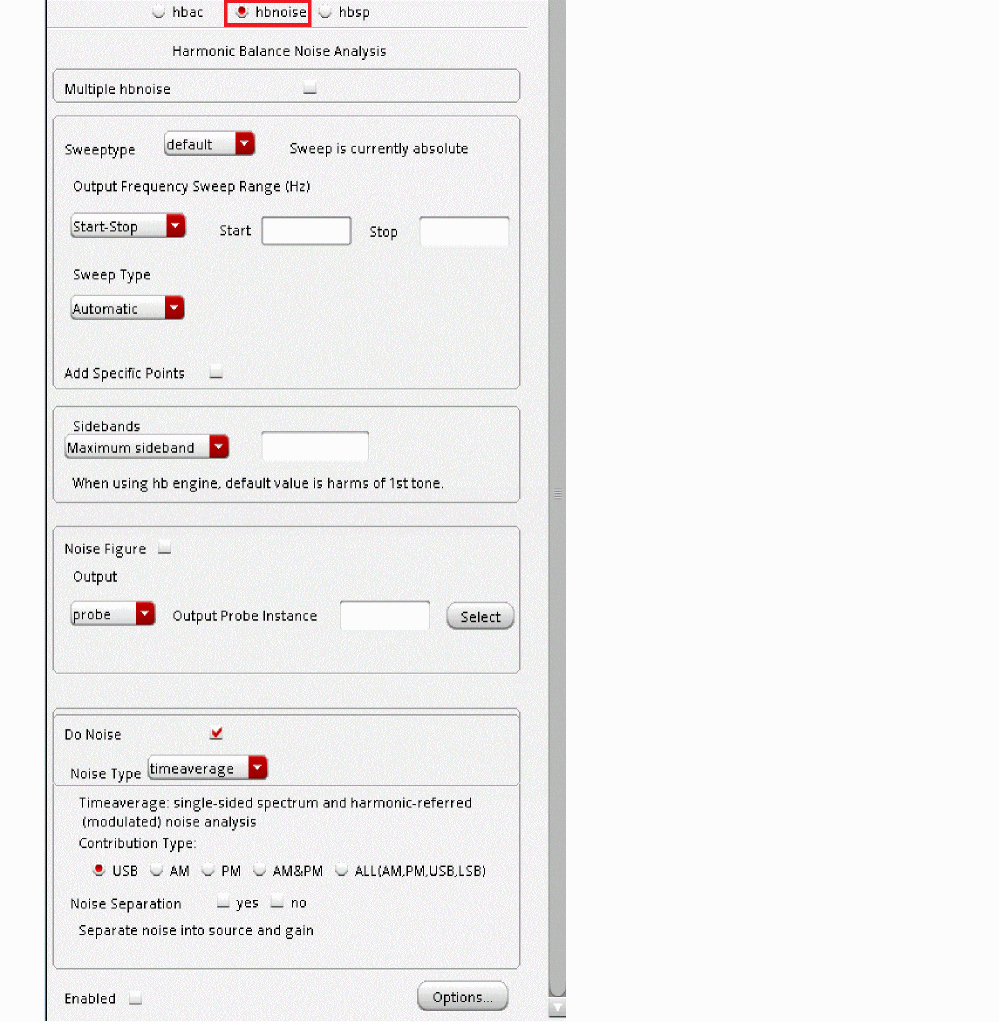 hbac hbnoise hbsp
Harmonic Balance Noise Analysis
Multiple hbnoise
Sweeptype default Sweep is currently absolute
Output Frequency Sweep Range (Hz)
Start-Stop Start Stop
Sweep Type
Automatic
Add Specific Points
Sidebands
Maximum sideband
When using hb engine, default value is harms of 1st tone.
Noise Figure
Output
probe Output Probe Instance Select
Do Noise
Noise Type timeaverage
Timeaverage: single-sided spectrum and harmonic-referred
(modulated) noise analysis
Contribution Type:
USB AM PM AM&PM ALL(AM,PM,USB,LSB)
Noise Separation yes no
Separate noise into source and gain
Enabled Options...